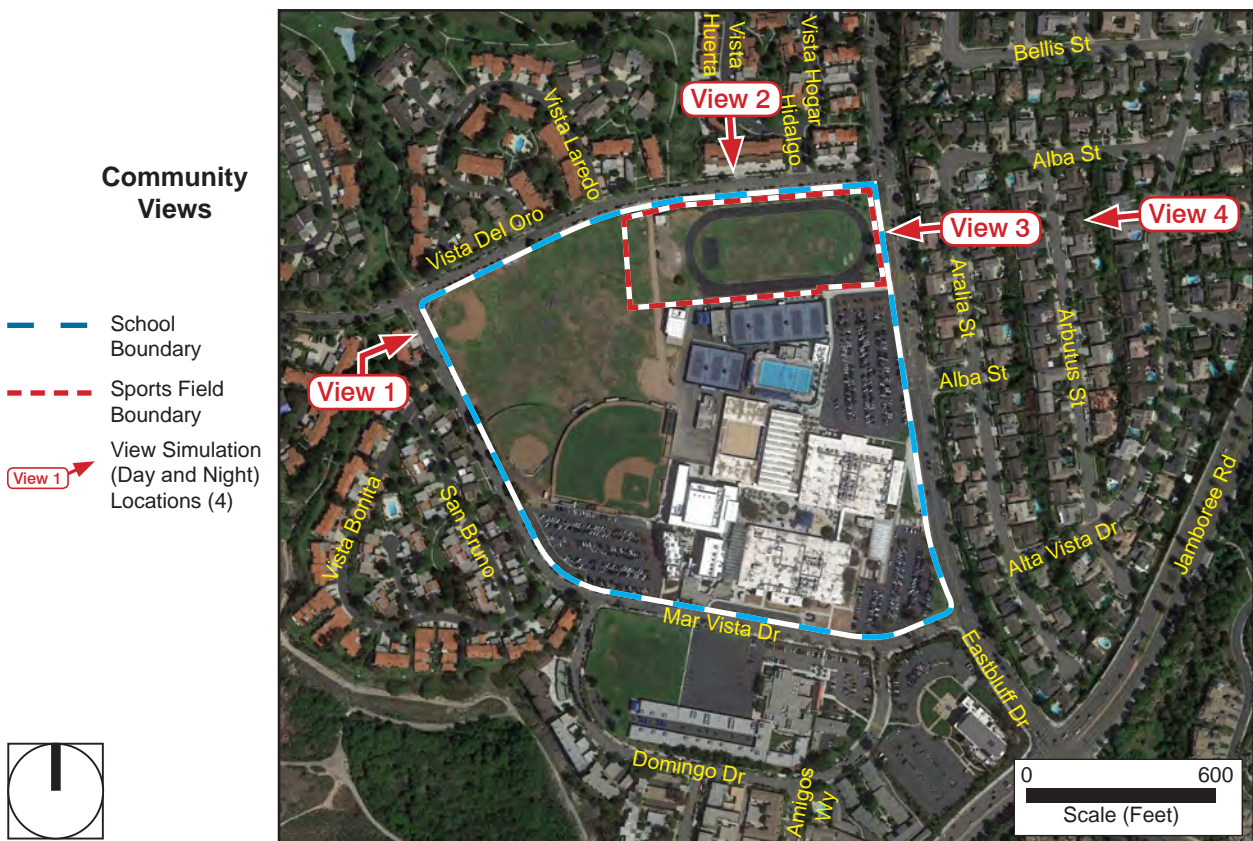 Community
Views
School
Boundary
Sports Field
Boundary
View 1
View Simulation
(Day and Night)
Locations (4)
Huerta
Vista
Vista Hogar
Hidalgo
Bellis St
View 2
Vista Laredo
Alba St
View 4
View 3
Vista Del Oro
Aralia St
Arbutus St
View 1
Alba St
Vista Bonita
San Bruno
Alta Vista Dr
Jamboree Rd
Mar Vista Dr
Eastbluff Dr
Domingo Dr
Amigos
Wy
0 600
Scale (Feet)